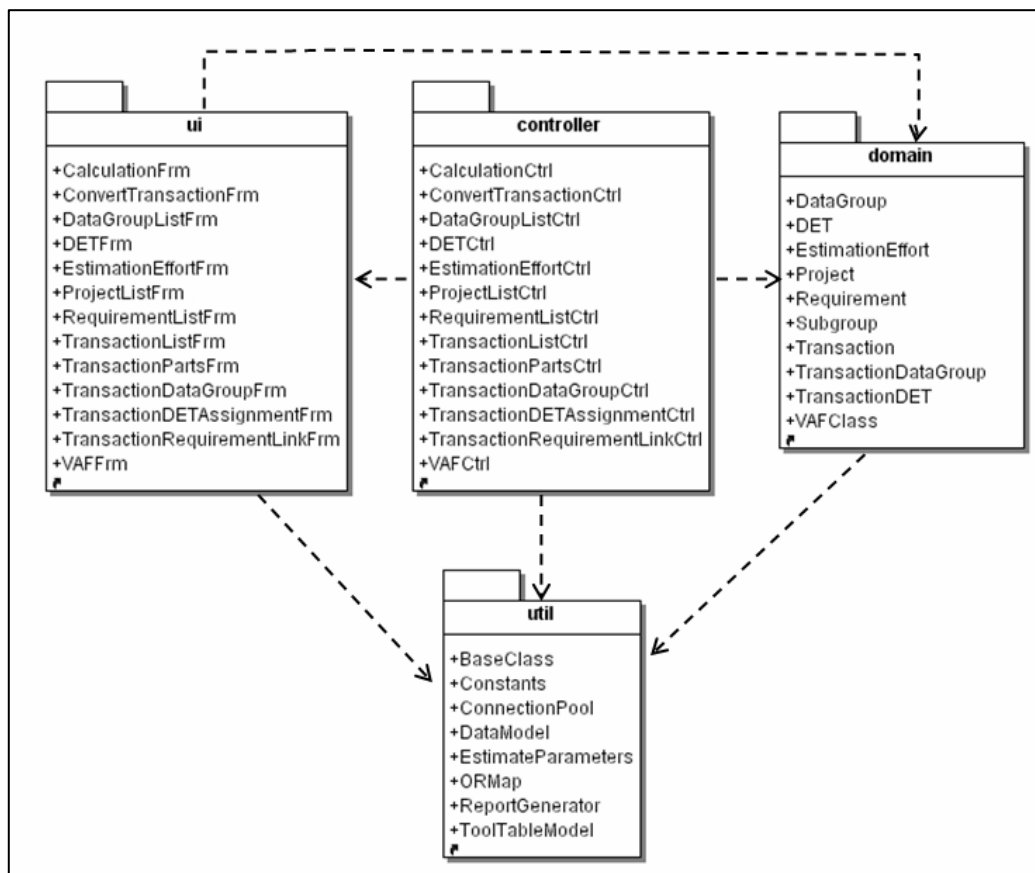 ui
+CalculationFrm
+ConvertTransactionFrm
+DataGroupListFrm
+DETFrm
+EstimationEffortFrm
+ProjectListFrm
+RequirementListFrm
+TransactionListFrm
+TransactionPartsFrm
+TransactionDataGroupFrm
+TransactionDETAssignmentFrm
+TransactionRequirementLinkFrm
+VAFFrm
controller
+CalculationCtrl
+ConvertTransactionCtrl
+DataGroupListCtrl
+DETCtrl
+EstimationEffortCtrl
+ProjectListCtrl
+RequirementListCtrl
+TransactionListCtrl
+TransactionPartsCtrl
+TransactionDataGroupCtrl
+TransactionDETAssignmentCtrl
+TransactionRequirementLinkCtrl
+VAFCtrl
domain
+DataGroup
+DET
+EstimationEffort
+Project
+Requirement
+Subgroup
+Transaction
+TransactionDataGroup
+TransactionDET
+VAFClass
util
+BaseClass
+Constants
+ConnectionPool
+DataModel
+EstimateParameters
+ORMap
+ReportGenerator
+ToolTableModel